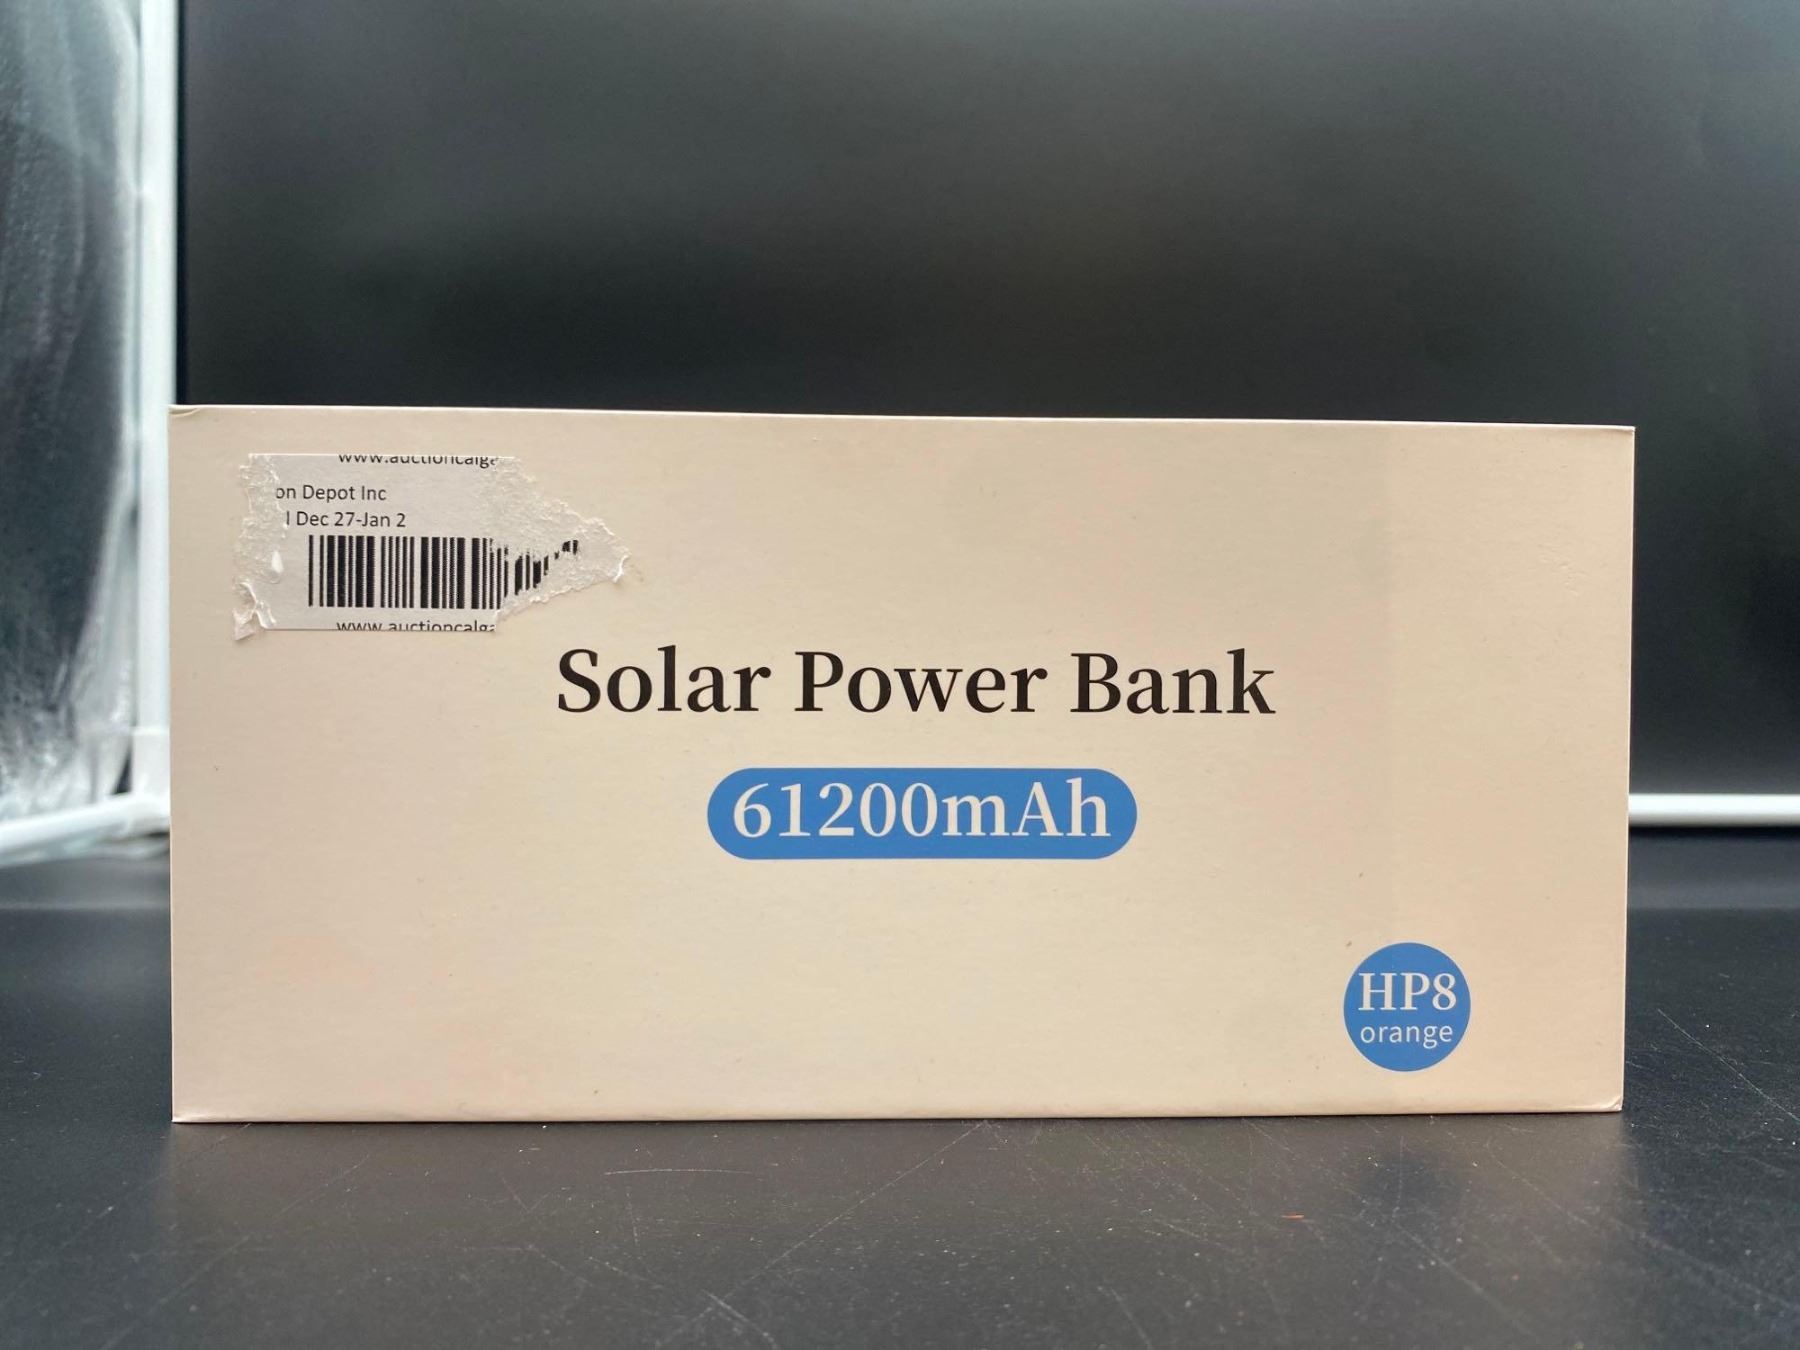 www.auctioncalga
on Depot Inc
l Dec 27-Jan 2
www.auctioncalga
Solar Power Bank
61200mAh
HP8
orange